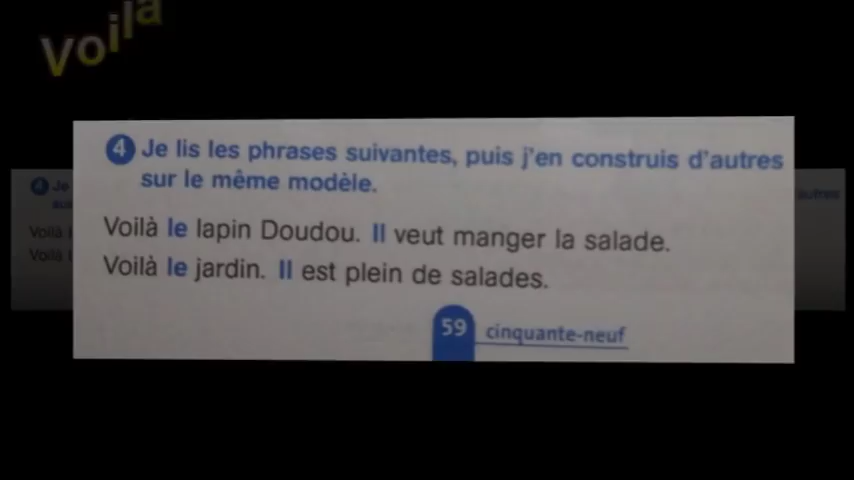 Voilà
4 Je lis les phrases suivantes, puis j'en construis d'autres
sur le même modèle.
Voilà le lapin Doudou. Il veut manger la salade.
Voilà le jardin. Il est plein de salades.
59 cinquante-neuf